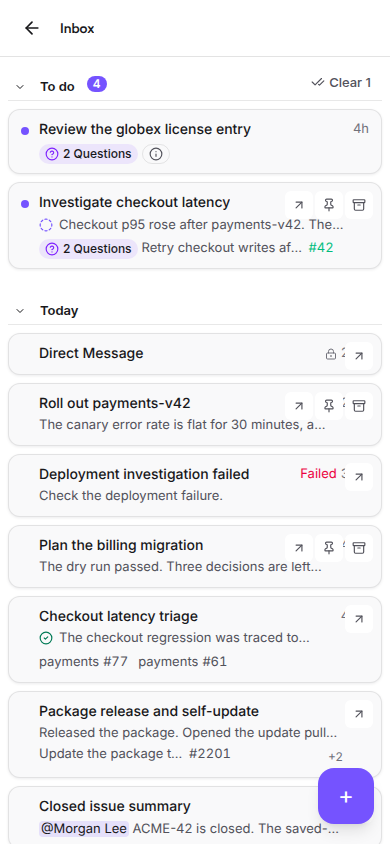 Inbox
To do 4 Clear 1
Review the globex license entry 4h
2 Questions
Investigate checkout latency
Checkout p95 rose after payments-v42. The...
2 Questions Retry checkout writes af... #42
Today
Direct Message
Roll out payments-v42
The canary error rate is flat for 30 minutes, a...
Deployment investigation failed Failed
Check the deployment failure.
Plan the billing migration
The dry run passed. Three decisions are left...
Checkout latency triage
The checkout regression was traced to...
payments #77 payments #61
Package release and self-update
Released the package. Opened the update pull...
Update the package t... #2201
+2
Closed issue summary
@Morgan Lee ACME-42 is closed. The saved-...